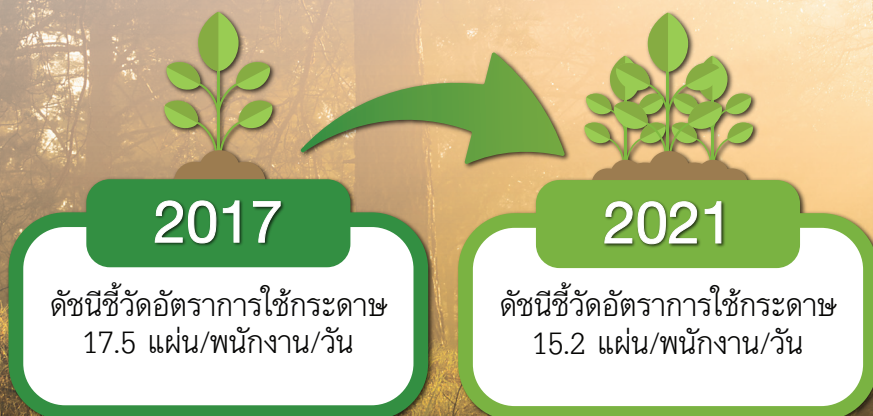 2017
ดัชนีชี้วัดอัตราการใช้กระดาษ
17.5 แผ่น/พนักงาน/วัน
2021
ดัชนีชี้วัดอัตราการใช้กระดาษ
15.2 แผ่น/พนักงาน/วัน